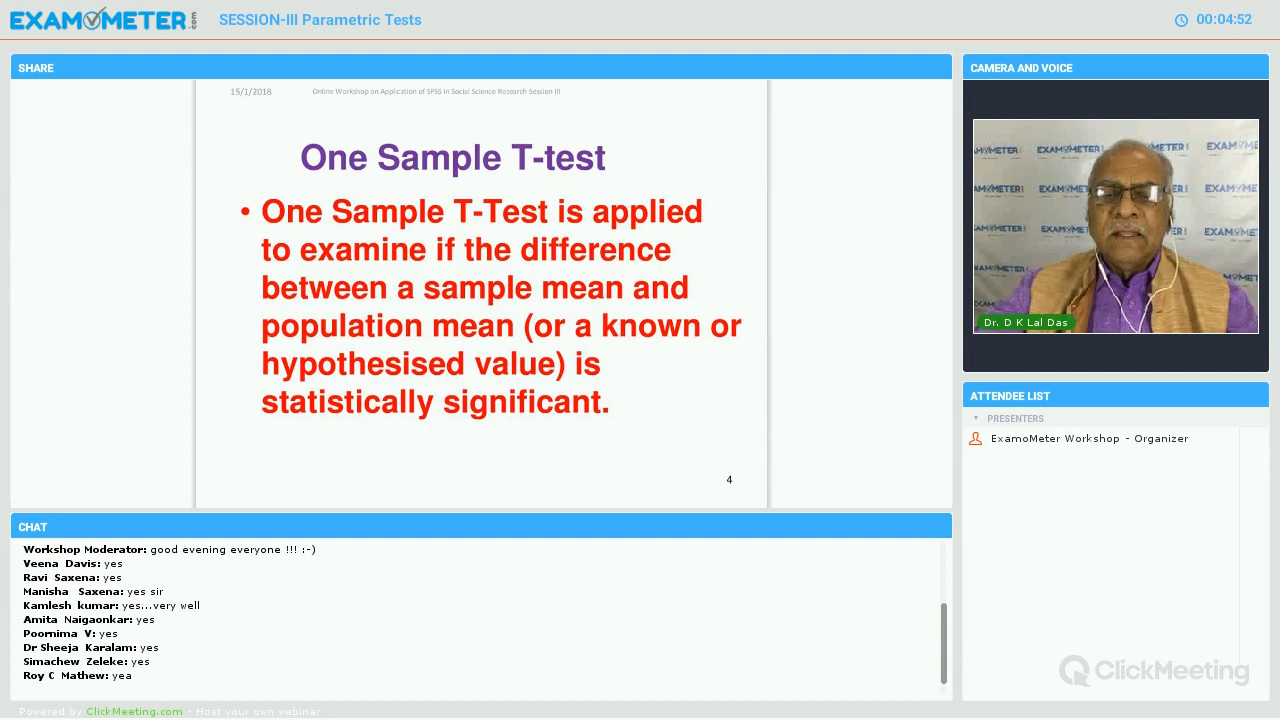 EXAMOMETER.com
SESSION-III Parametric Tests
00:04:52
SHARE
15/1/2018
Online Workshop on Application of SPSS in Social Science Research Session III
One Sample T-test
• One Sample T-Test is applied
to examine if the difference
between a sample mean and
population mean (or a known or
hypothesised value) is
statistically significant.
4
CAMERA AND VOICE
Dr. D K Lal Das
ATTENDEE LIST
PRESENTERS
ExamoMeter Workshop - Organizer
CHAT
Workshop Moderator: good evening everyone !!! :-)
Veena Davis: yes
Ravi Saxena: yes
Manisha Saxena: yes sir
Kamlesh kumar: yes...very well
Amita Naigaonkar: yes
Poornima V: yes
Dr Sheeja Karalam: yes
Simachew Zeleke: yes
Roy C Mathew: yea
ClickMeeting
Powered by ClickMeeting.com - Host your own webinar